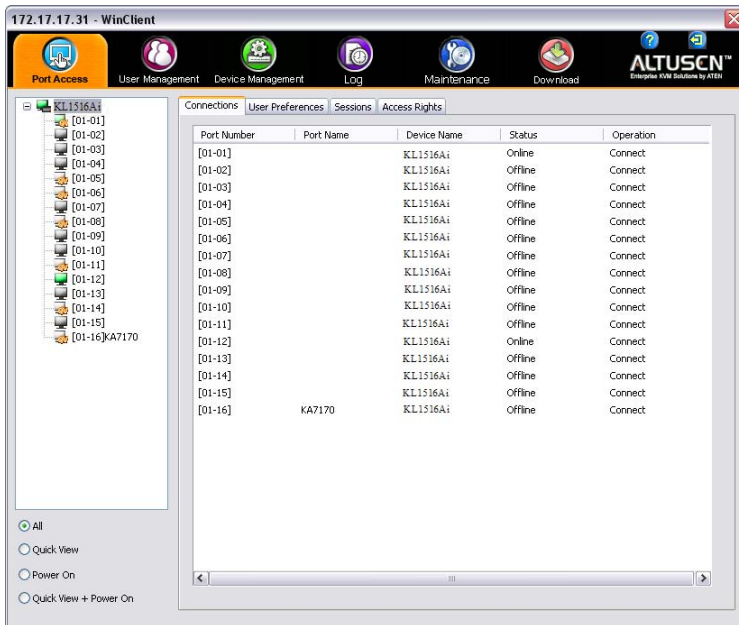 172.17.17.31 - WinClient
Port Access
User Management
Device Management
Log
Maintenance
Download
ALTUSCN™
Enterprise KVM Solutions by ATEN
KL1516Ai
[01-01]
[01-02]
[01-03]
[01-04]
[01-05]
[01-06]
[01-07]
[01-08]
[01-09]
[01-10]
[01-11]
[01-12]
[01-13]
[01-14]
[01-15]
[01-16]KA7170
All
Quick View
Power On
Quick View + Power On
Connections User Preferences Sessions Access Rights
Port Number Port Name Device Name Status Operation
[01-01] KL1516Ai Online Connect
[01-02] KL1516Ai Offline Connect
[01-03] KL1516Ai Offline Connect
[01-04] KL1516Ai Offline Connect
[01-05] KL1516Ai Offline Connect
[01-06] KL1516Ai Offline Connect
[01-07] KL1516Ai Offline Connect
[01-08] KL1516Ai Offline Connect
[01-09] KL1516Ai Offline Connect
[01-10] KL1516Ai Offline Connect
[01-11] KL1516Ai Offline Connect
[01-12] KL1516Ai Online Connect
[01-13] KL1516Ai Offline Connect
[01-14] KL1516Ai Offline Connect
[01-15] KL1516Ai Offline Connect
[01-16] KA7170 KL1516Ai Offline Connect